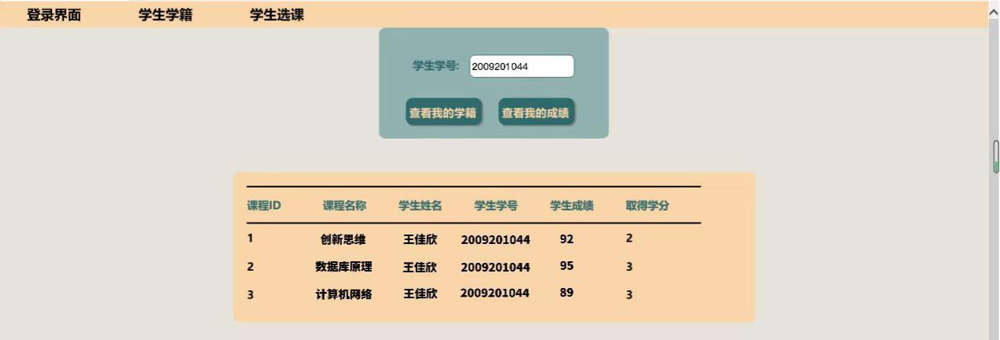 登录界面 学生学籍 学生选课
学生学号: 2009201044
查看我的学籍 查看我的成绩
课程ID 课程名称 学生姓名 学生学号 学生成绩 取得学分
1 创新思维 王佳欣 2009201044 92 2
2 数据库原理 王佳欣 2009201044 95 3
3 计算机网络 王佳欣 2009201044 89 3